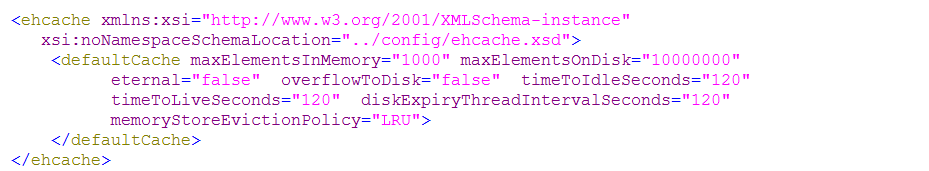 <ehcache xmlns:xsi="http://www.w3.org/2001/XMLSchema-instance"
xsi:noNamespaceSchemaLocation="../config/ehcache.xsd">
<defaultCache maxElementsInMemory="1000" maxElementsOnDisk="10000000"
eternal="false" overflowToDisk="false" timeToIdleSeconds="120"
timeToLiveSeconds="120" diskExpiryThreadIntervalSeconds="120"
memoryStoreEvictionPolicy="LRU">
</defaultCache>
</ehcache>